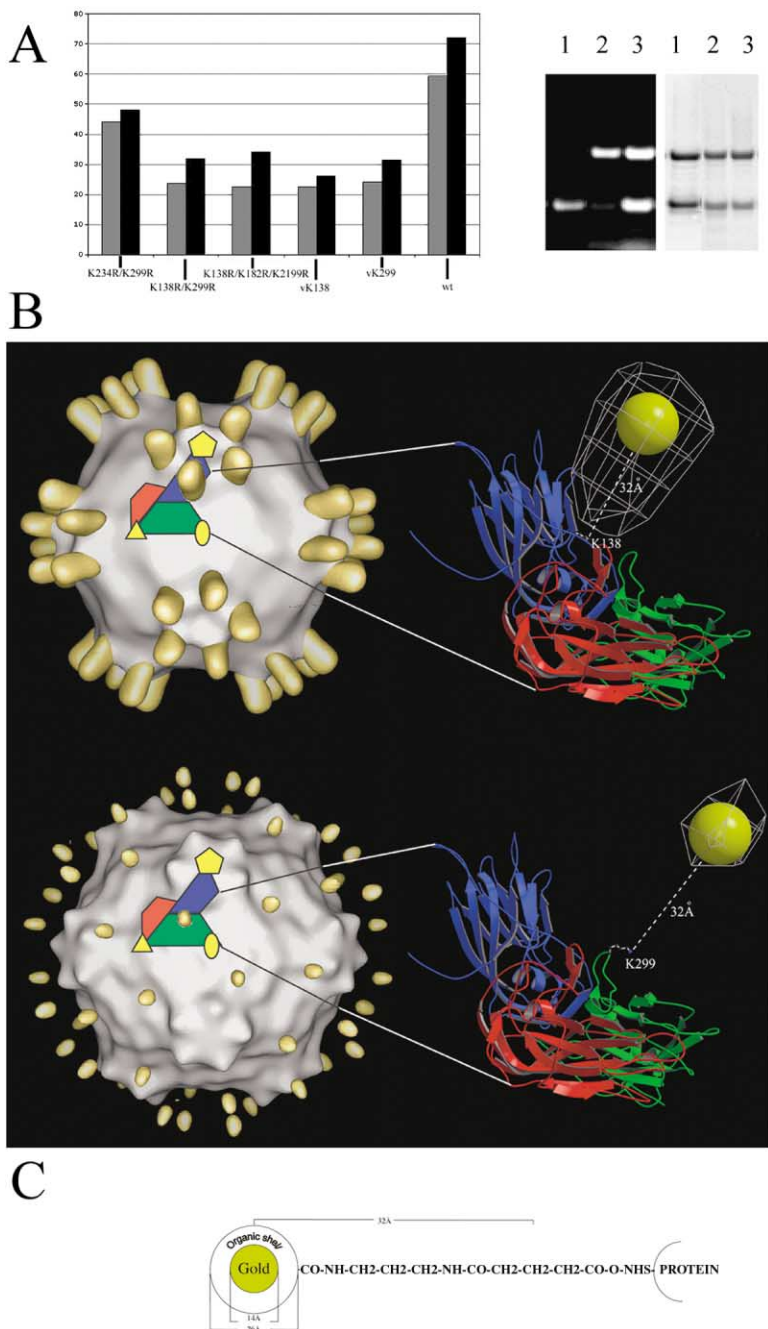 A
80
70
60
50
40
30
20
10
0
K234R/K299R
K138R/K299R
K138R/K182R/K2199R
vK138
vK299
wt
1 2 3 1 2 3
B
32Å
K138
32Å
K299
C
32Å
Organic shell
Gold
-CO-NH-CH2-CH2-CH2-NH-CO-CH2-CH2-CH2-CO-O-NHS- PROTEIN
14Å